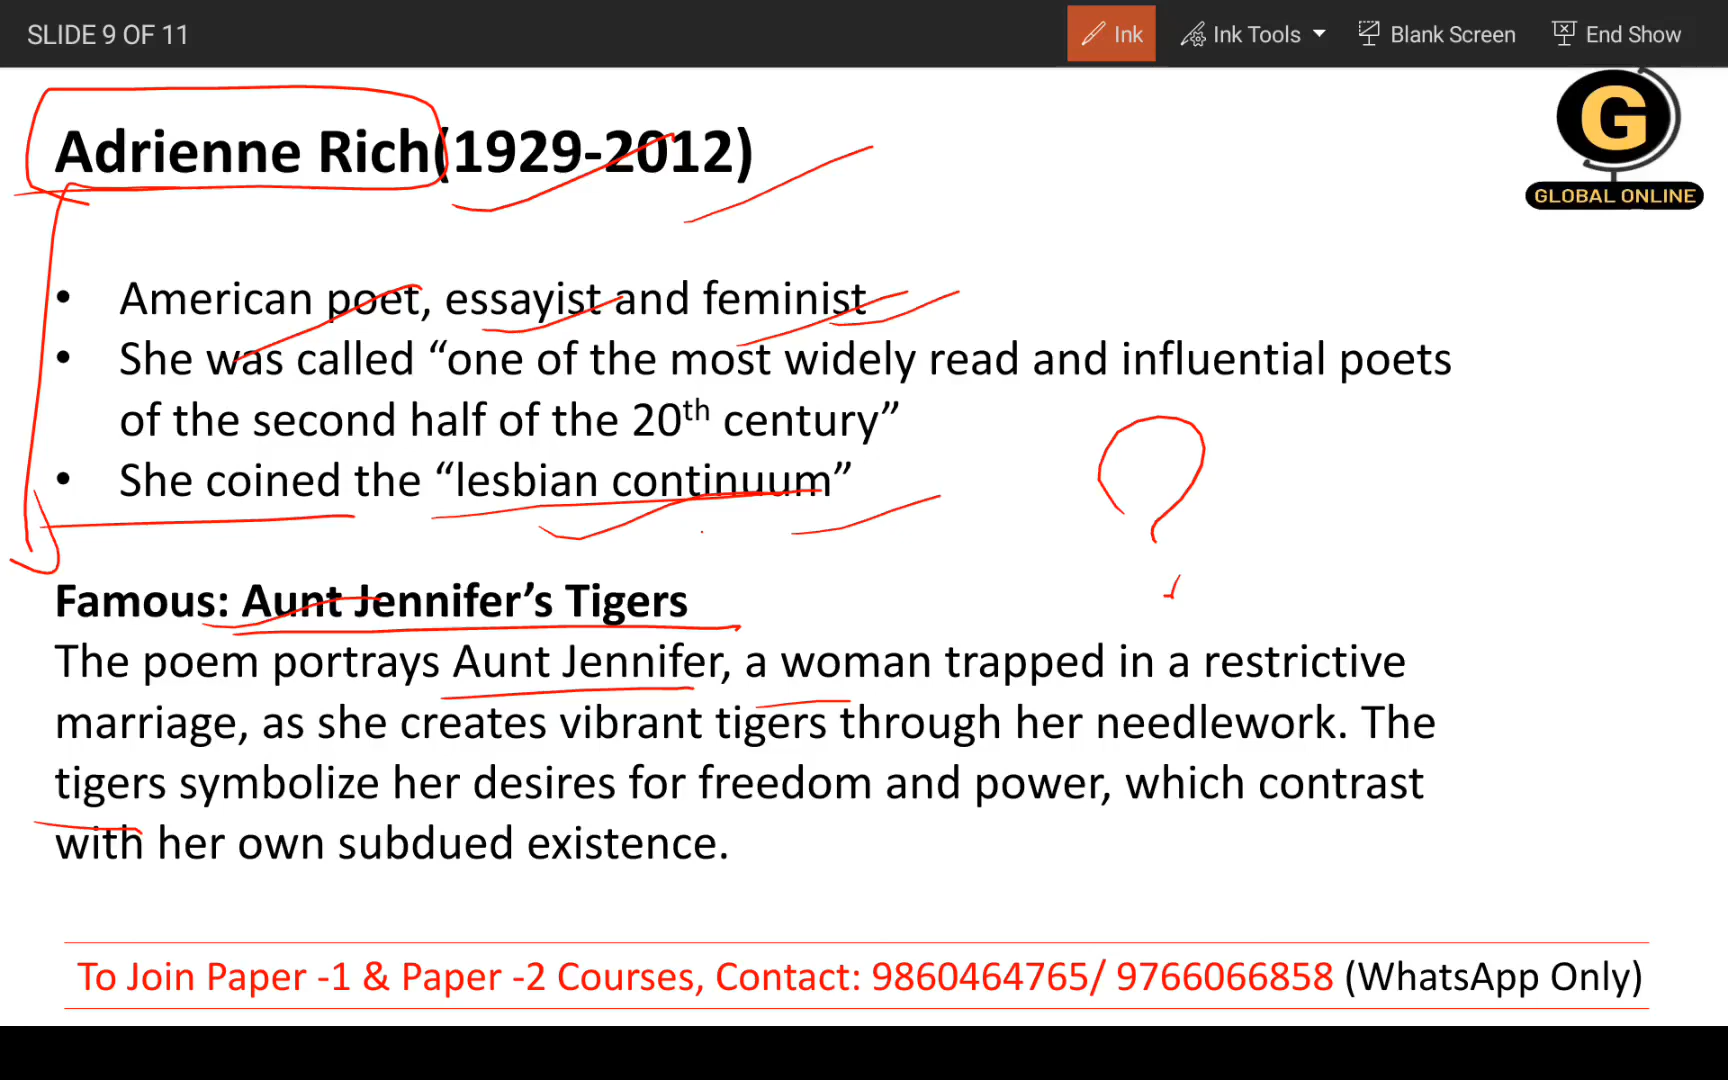 SLIDE 9 OF 11
Ink
Ink Tools
Blank Screen
End Show
G
GLOBAL ONLINE
Adrienne Rich(1929-2012)
• American poet, essayist and feminist
• She was called “one of the most widely read and influential poets
of the second half of the 20th century”
• She coined the “lesbian continuum”
?
Famous: Aunt Jennifer’s Tigers
The poem portrays Aunt Jennifer, a woman trapped in a restrictive
marriage, as she creates vibrant tigers through her needlework. The
tigers symbolize her desires for freedom and power, which contrast
with her own subdued existence.
To Join Paper -1 & Paper -2 Courses, Contact: 9860464765/ 9766066858 (WhatsApp Only)